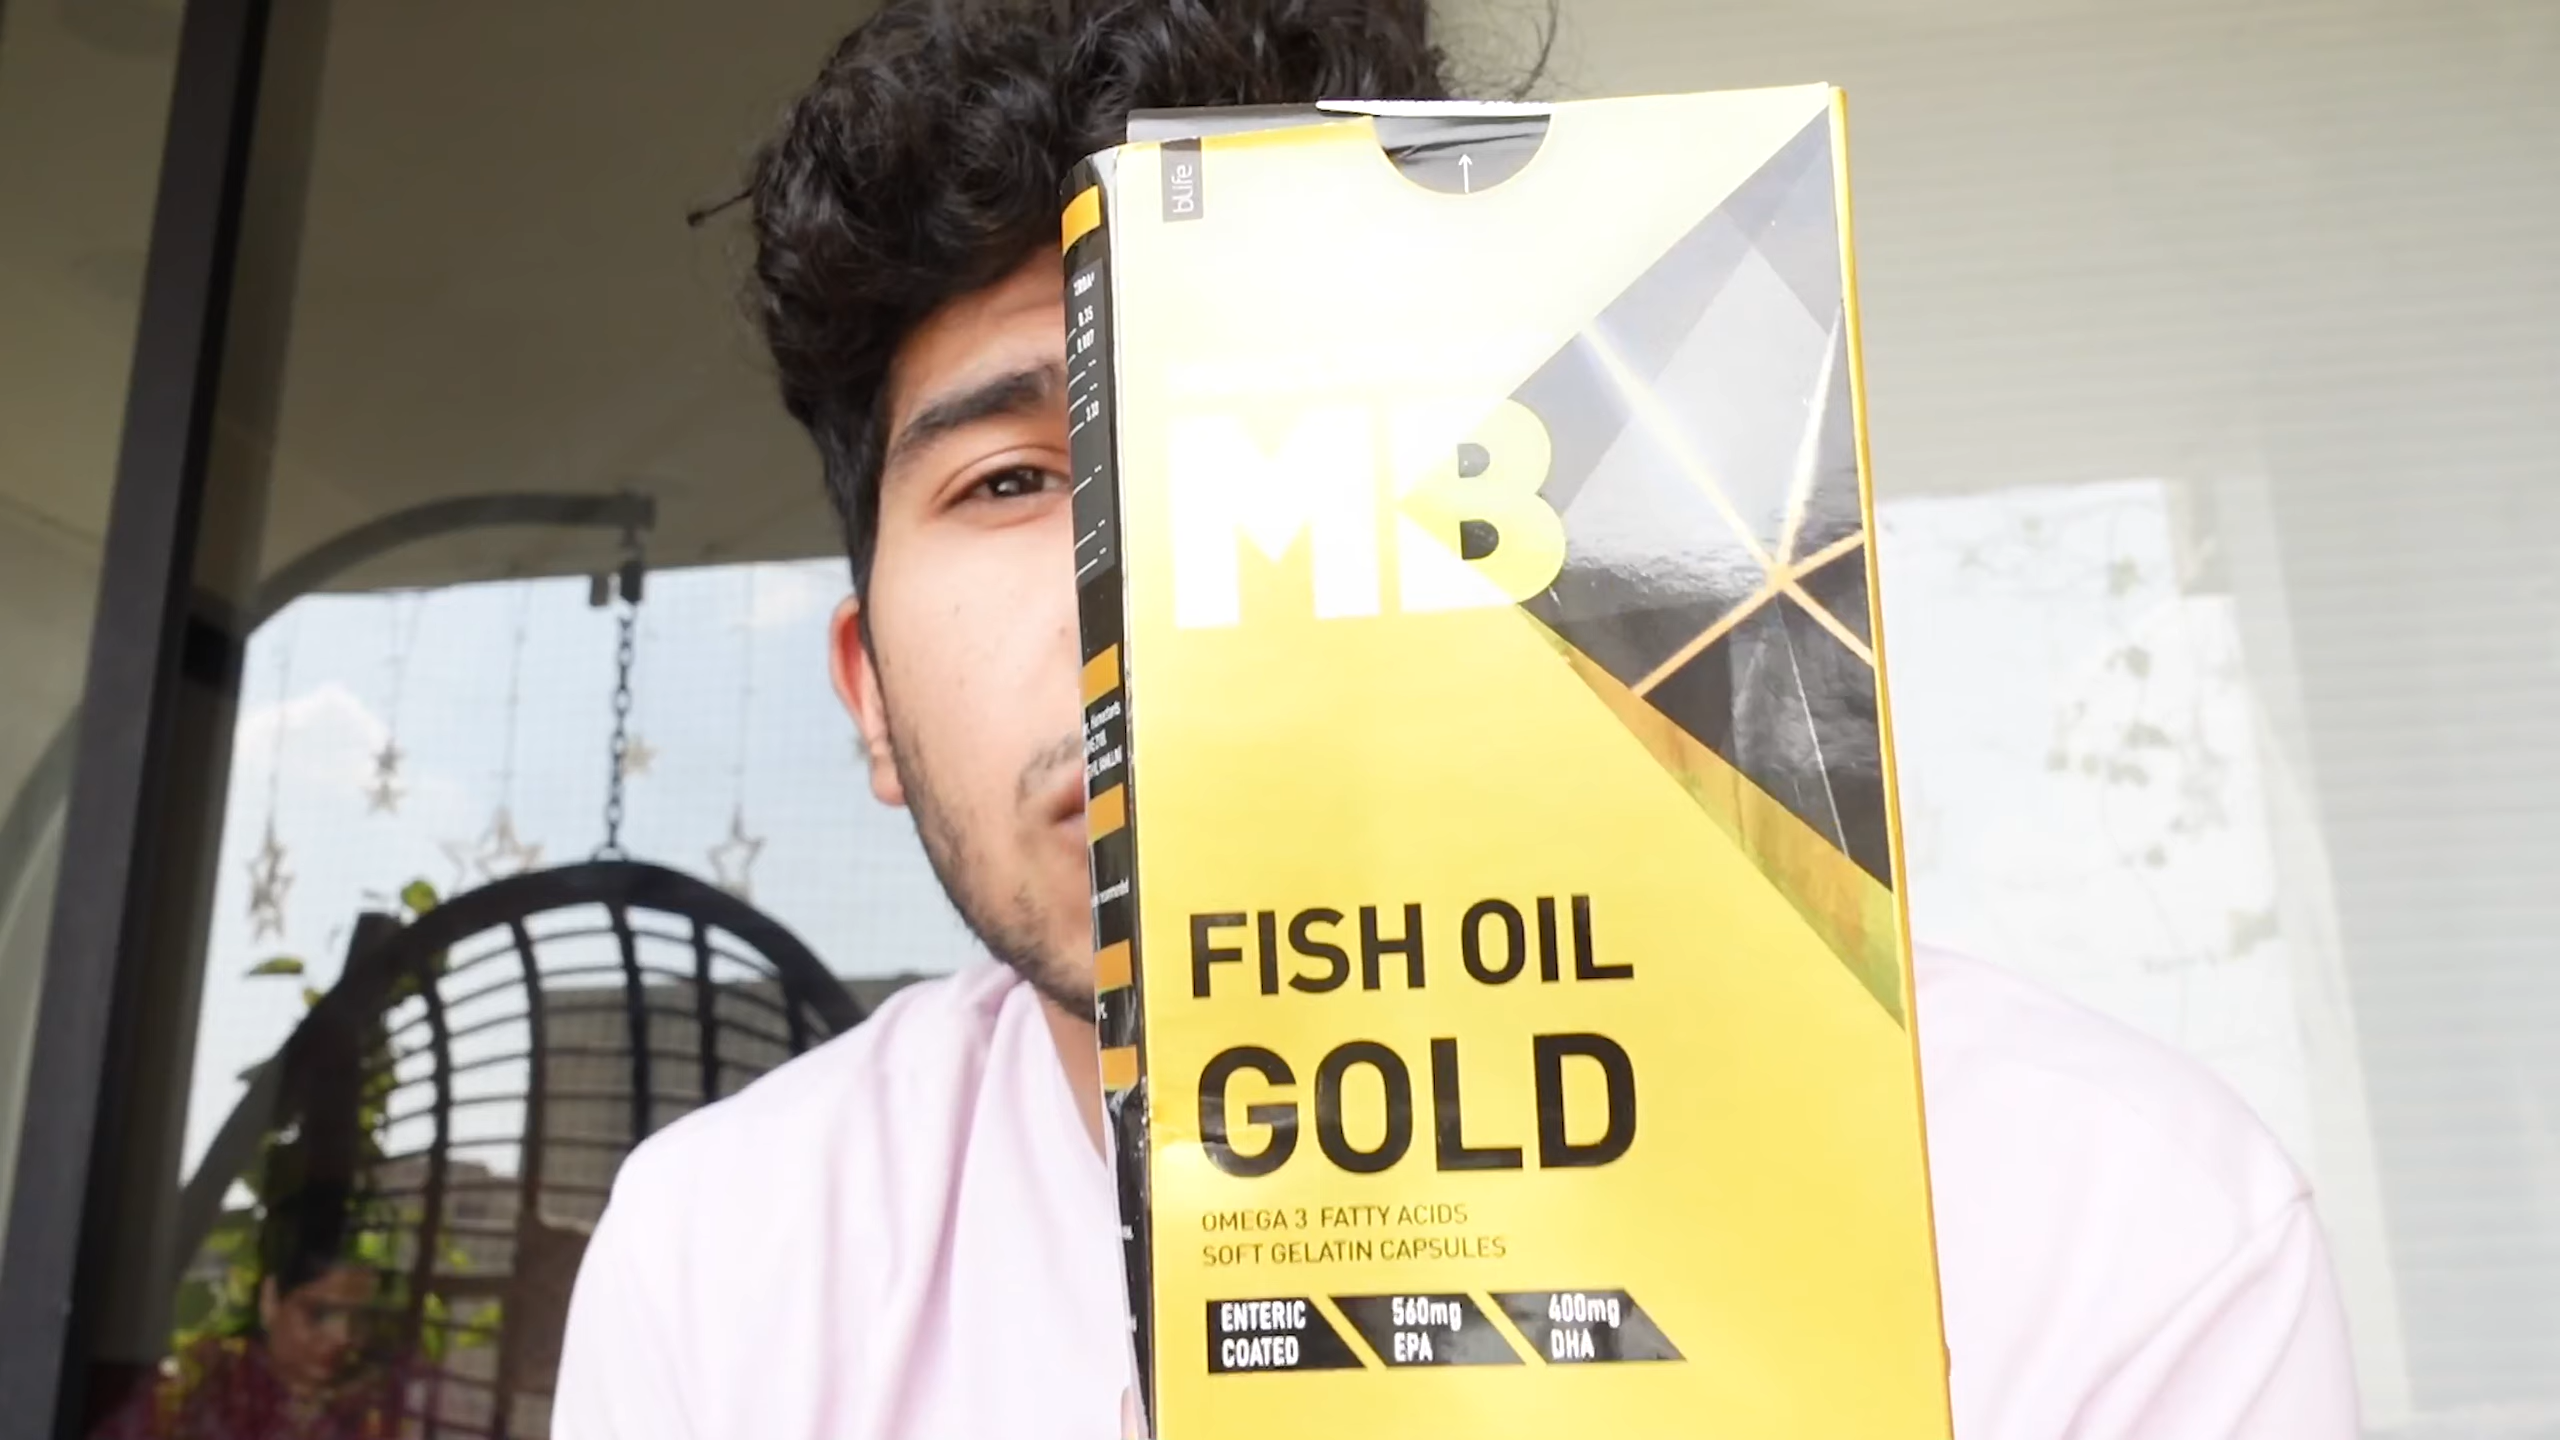 bLife
MB
FISH OIL
GOLD
OMEGA 3 FATTY ACIDS
SOFT GELATIN CAPSULES
ENTERIC
COATED
560mg
EPA
400mg
DHA